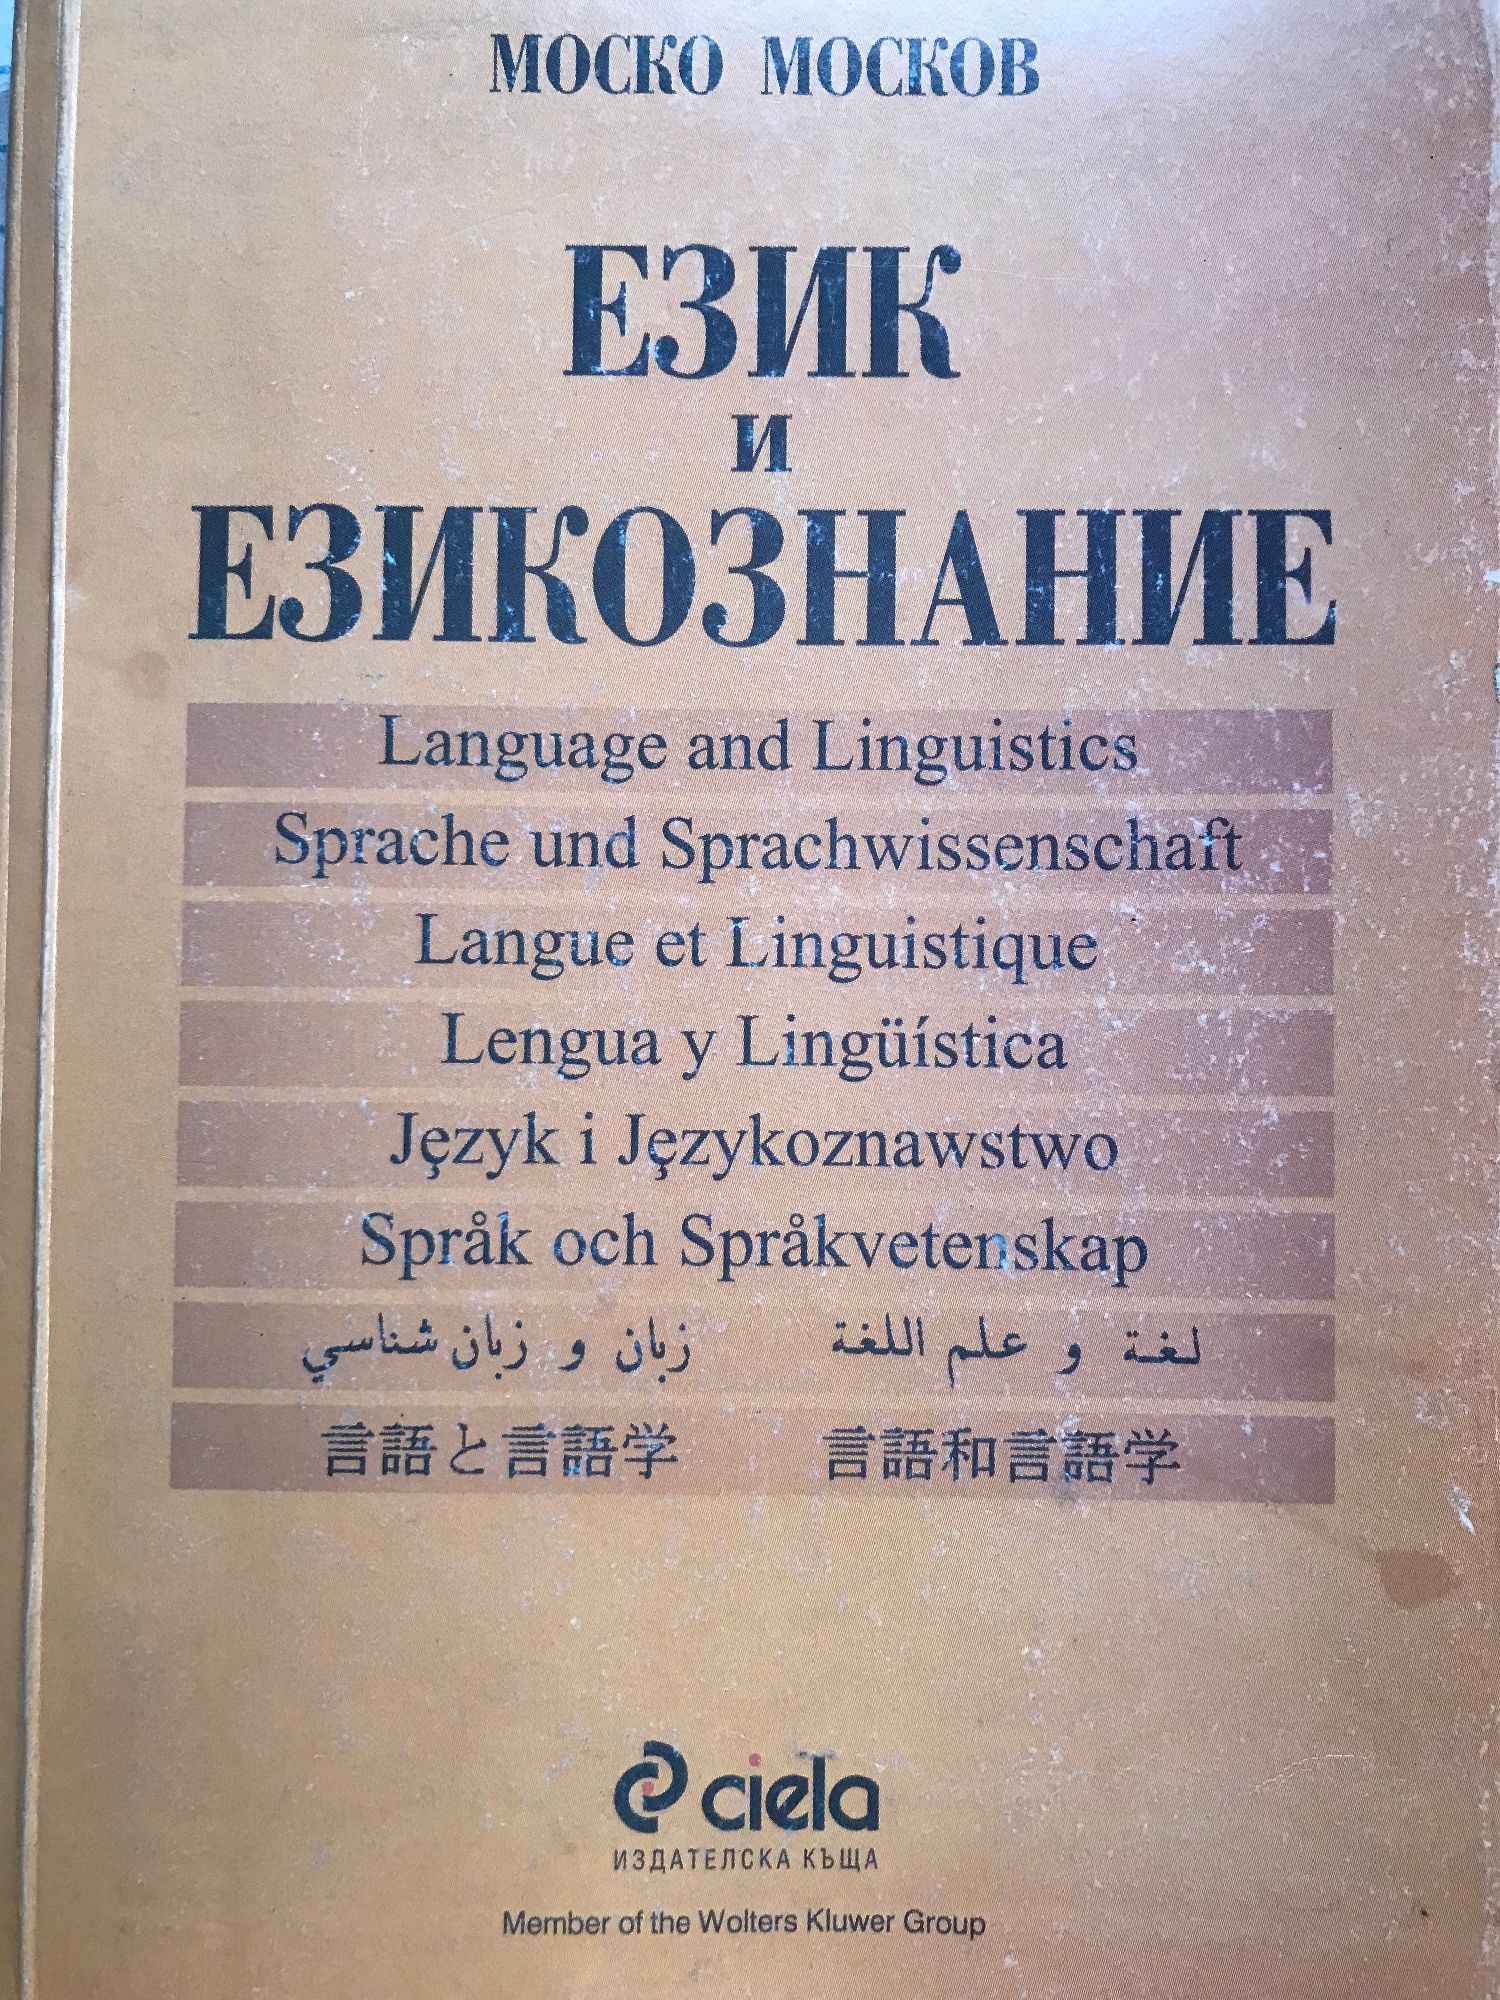 МОСКО МОСКОВ
ЕЗИК
и
ЕЗИКОЗНАНИЕ
Language and Linguistics
Sprache und Sprachwissenschaft
Langue et Linguistique
Lengua y Lingüística
Język i Językoznawstwo
Språk och Språkvetenskap
زبان و زبان شناسي لغة و علم اللغة
言語と言語学 言語和言語学
ciela
ИЗДАТЕЛСКА КЪЩА
Member of the Wolters Kluwer Group